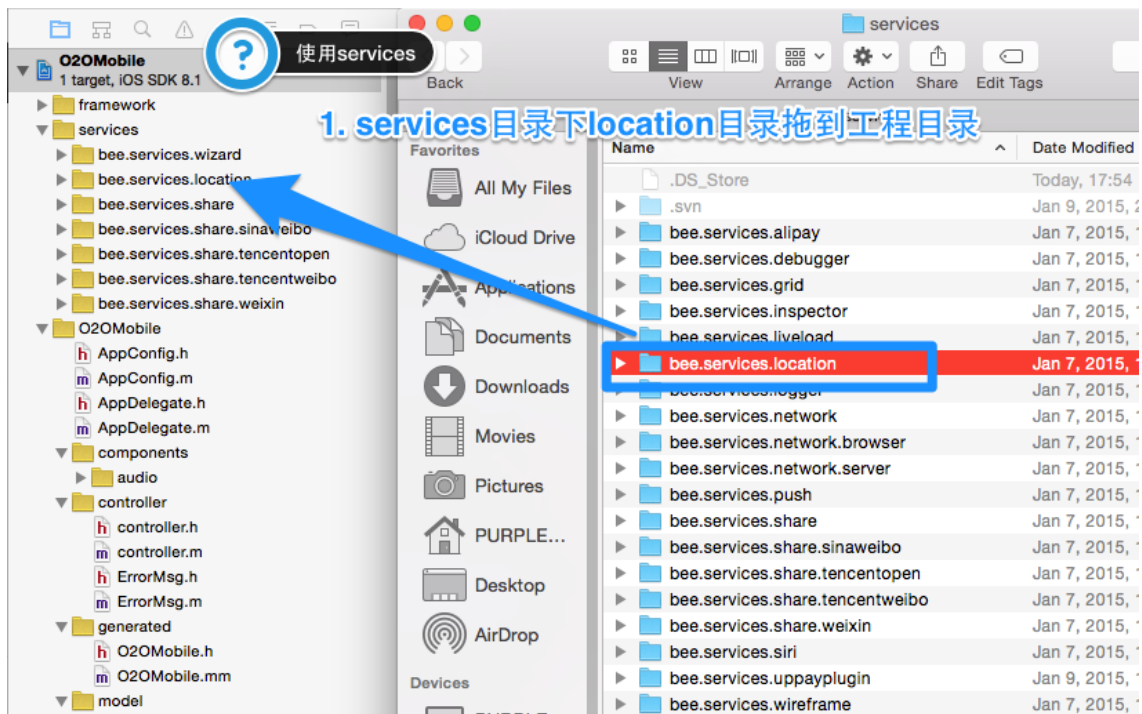 使用services
1. services目录下location目录拖到工程目录
O2OMobile
1 target, iOS SDK 8.1
framework
services
bee.services.wizard
bee.services.location
bee.services.share
bee.services.share.sinaweibo
bee.services.share.tencentopen
bee.services.share.tencentweibo
bee.services.share.weixin
O2OMobile
AppConfig.h
AppConfig.m
AppDelegate.h
AppDelegate.m
components
audio
controller
controller.h
controller.m
ErrorMsg.h
ErrorMsg.m
generated
O2OMobile.h
O2OMobile.mm
model
services
Back
View
Arrange
Action
Share
Edit Tags
Favorites
All My Files
iCloud Drive
Applications
Documents
Downloads
Movies
Pictures
PURPLE...
Desktop
AirDrop
Devices
Name Date Modified
.DS_Store Today, 17:54
.svn Jan 9, 2015,
bee.services.alipay Jan 7, 2015,
bee.services.debugger Jan 7, 2015,
bee.services.grid Jan 7, 2015,
bee.services.inspector Jan 7, 2015,
bee.services.liveload Jan 7, 2015,
bee.services.location Jan 7, 2015,
bee.services.logger Jan 7, 2015,
bee.services.network Jan 7, 2015,
bee.services.network.browser Jan 7, 2015,
bee.services.network.server Jan 7, 2015,
bee.services.push Jan 7, 2015,
bee.services.share Jan 7, 2015,
bee.services.share.sinaweibo Jan 7, 2015,
bee.services.share.tencentopen Jan 7, 2015,
bee.services.share.tencentweibo Jan 7, 2015,
bee.services.share.weixin Jan 7, 2015,
bee.services.siri Jan 7, 2015,
bee.services.uppayplugin Jan 9, 2015,
bee.services.wireframe Jan 7, 2015,